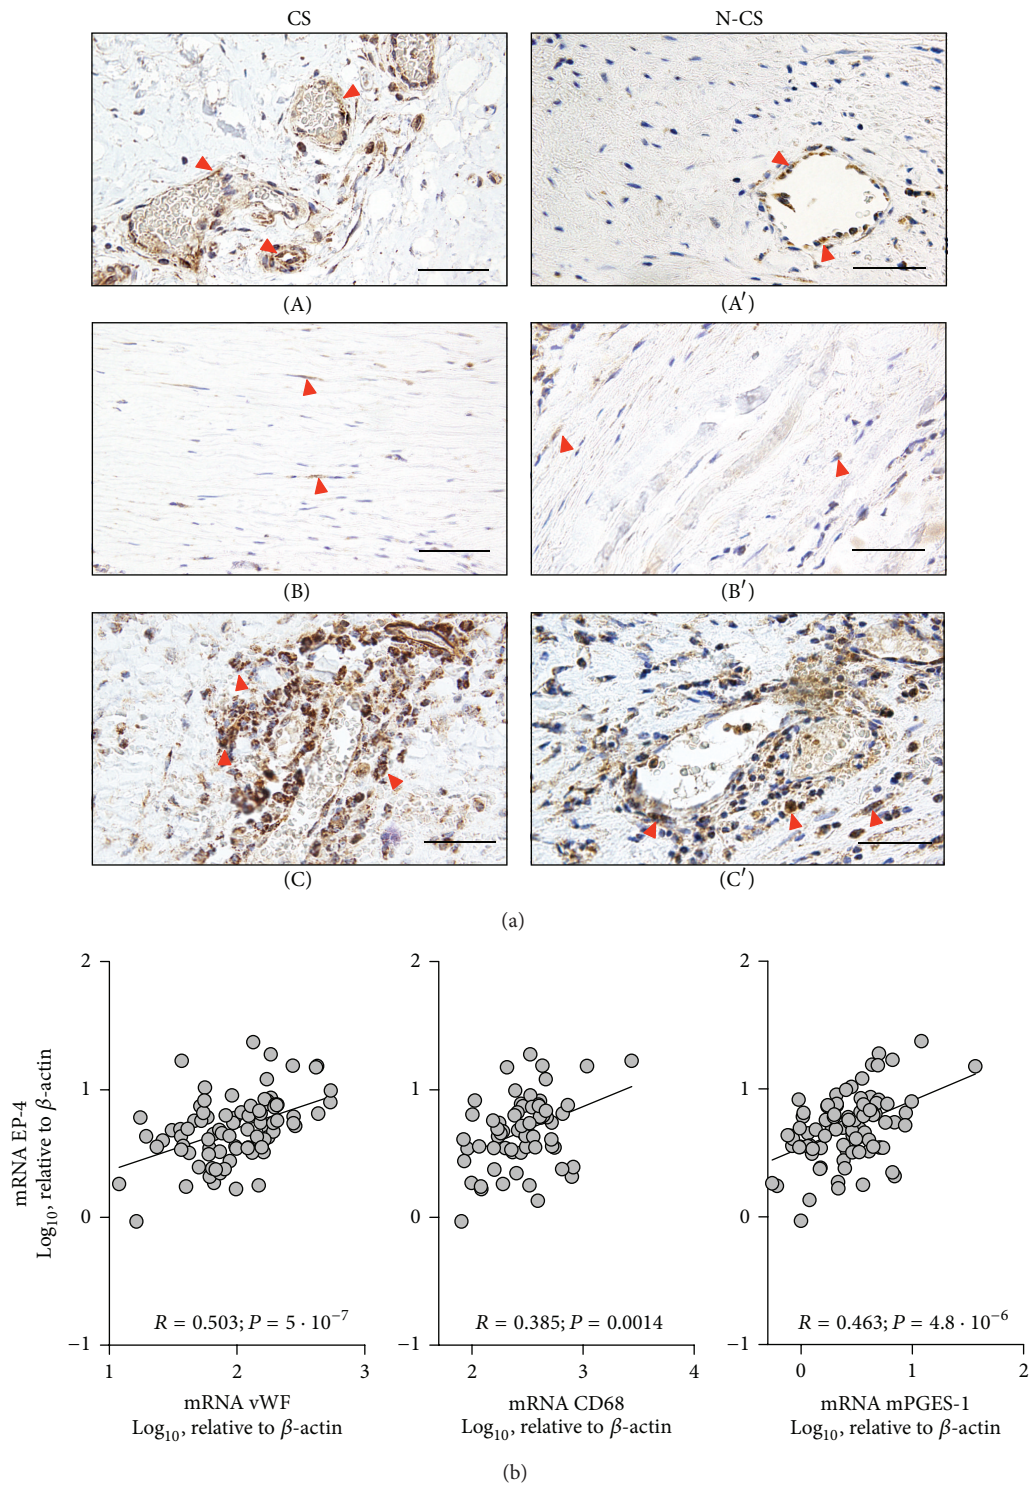 CS
N-CS
(A)
(A′)
(B)
(B′)
(C)
(C′)
(a)
mRNA EP-4
Log10, relative to β-actin
2
1
0
−1
R = 0.503; P = 5 · 10−7
1
2
3
mRNA vWF
Log10, relative to β-actin
2
1
0
−1
R = 0.385; P = 0.0014
2
3
4
mRNA CD68
Log10, relative to β-actin
2
1
0
−1
R = 0.463; P = 4.8 · 10−6
0
1
2
mRNA mPGES-1
Log10, relative to β-actin
(b)